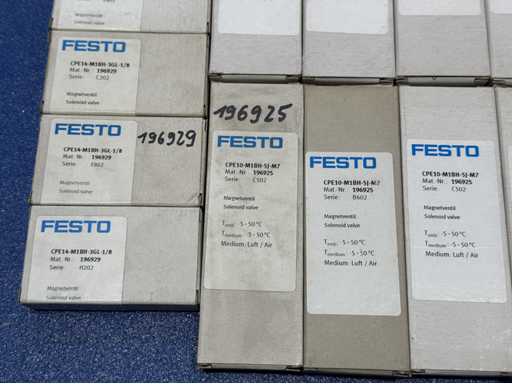 Magnetventil
Solenoid valve
FESTO
CPE14-M1BH-3GL-1/8
Mat.-Nr.: 196929
Serie: C202
Magnetventil
Solenoid valve
FESTO
196929
CPE14-M1BH-3GL-1/8
Mat.-Nr.: 196929
Serie:
Magnetventil
Solenoid valve
FESTO
CPE14-M1BH-3GL-1/8
Mat.-Nr.: 196929
Serie: H202
Magnetventil
Solenoid valve
196925
FESTO
CPE10-M1BH-5J-M7
Mat.-Nr.: 196925
Serie: C502
Magnetventil
Solenoid valve
Tamb: -5 - 50°C
Tmedium: -5 - 50°C
Medium: Luft / Air
FESTO
CPE10-M1BH-5J-M7
Mat.-Nr.: 196925
Serie: B602
Magnetventil
Solenoid valve
Tamb: -5 - 50°C
Tmedium: -5 - 50°C
Medium: Luft / Air
FESTO
CPE10-M1BH-5J-M7
Mat.-Nr.: 196925
Serie: C502
Magnetventil
Solenoid valve
Tamb: -5 - 50°C
Tmedium: -5 - 50°C
Medium: Luft / Air